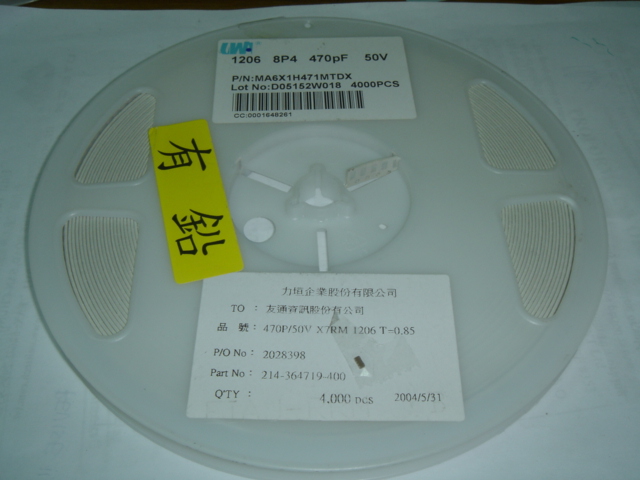 1206 8P4 470pF 50V
P/N:MA6X1H471MTDX
Lot No:D05152W018 4000PCS
CC:0001648261
有鉛
力垣企業股份有限公司
TO : 友通資訊股份有限公司
品 號: 470P/50V X7RM 1206 T=0.85
P/O No : 2028398
Part No : 214-364719-400
Q'TY : 4,000 pcs 2004/5/31